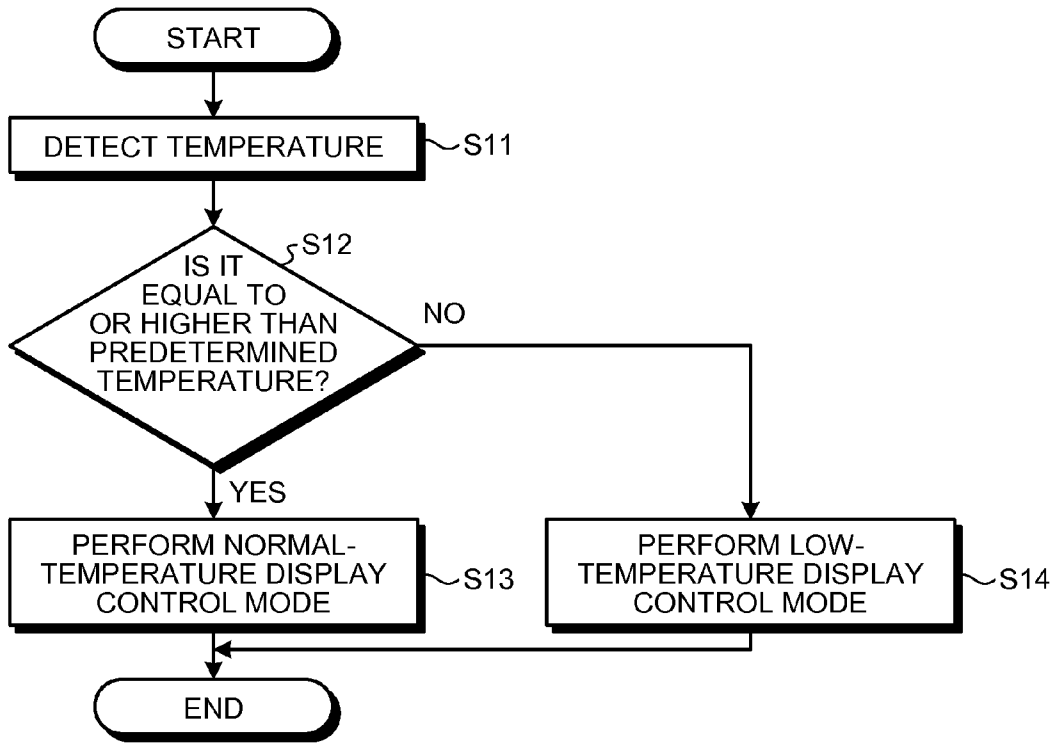 START
DETECT TEMPERATURE
S11
S12
IS IT
EQUAL TO
OR HIGHER THAN
PREDETERMINED
TEMPERATURE?
NO
YES
PERFORM NORMAL-
TEMPERATURE DISPLAY
CONTROL MODE
S13
PERFORM LOW-
TEMPERATURE DISPLAY
CONTROL MODE
S14
END